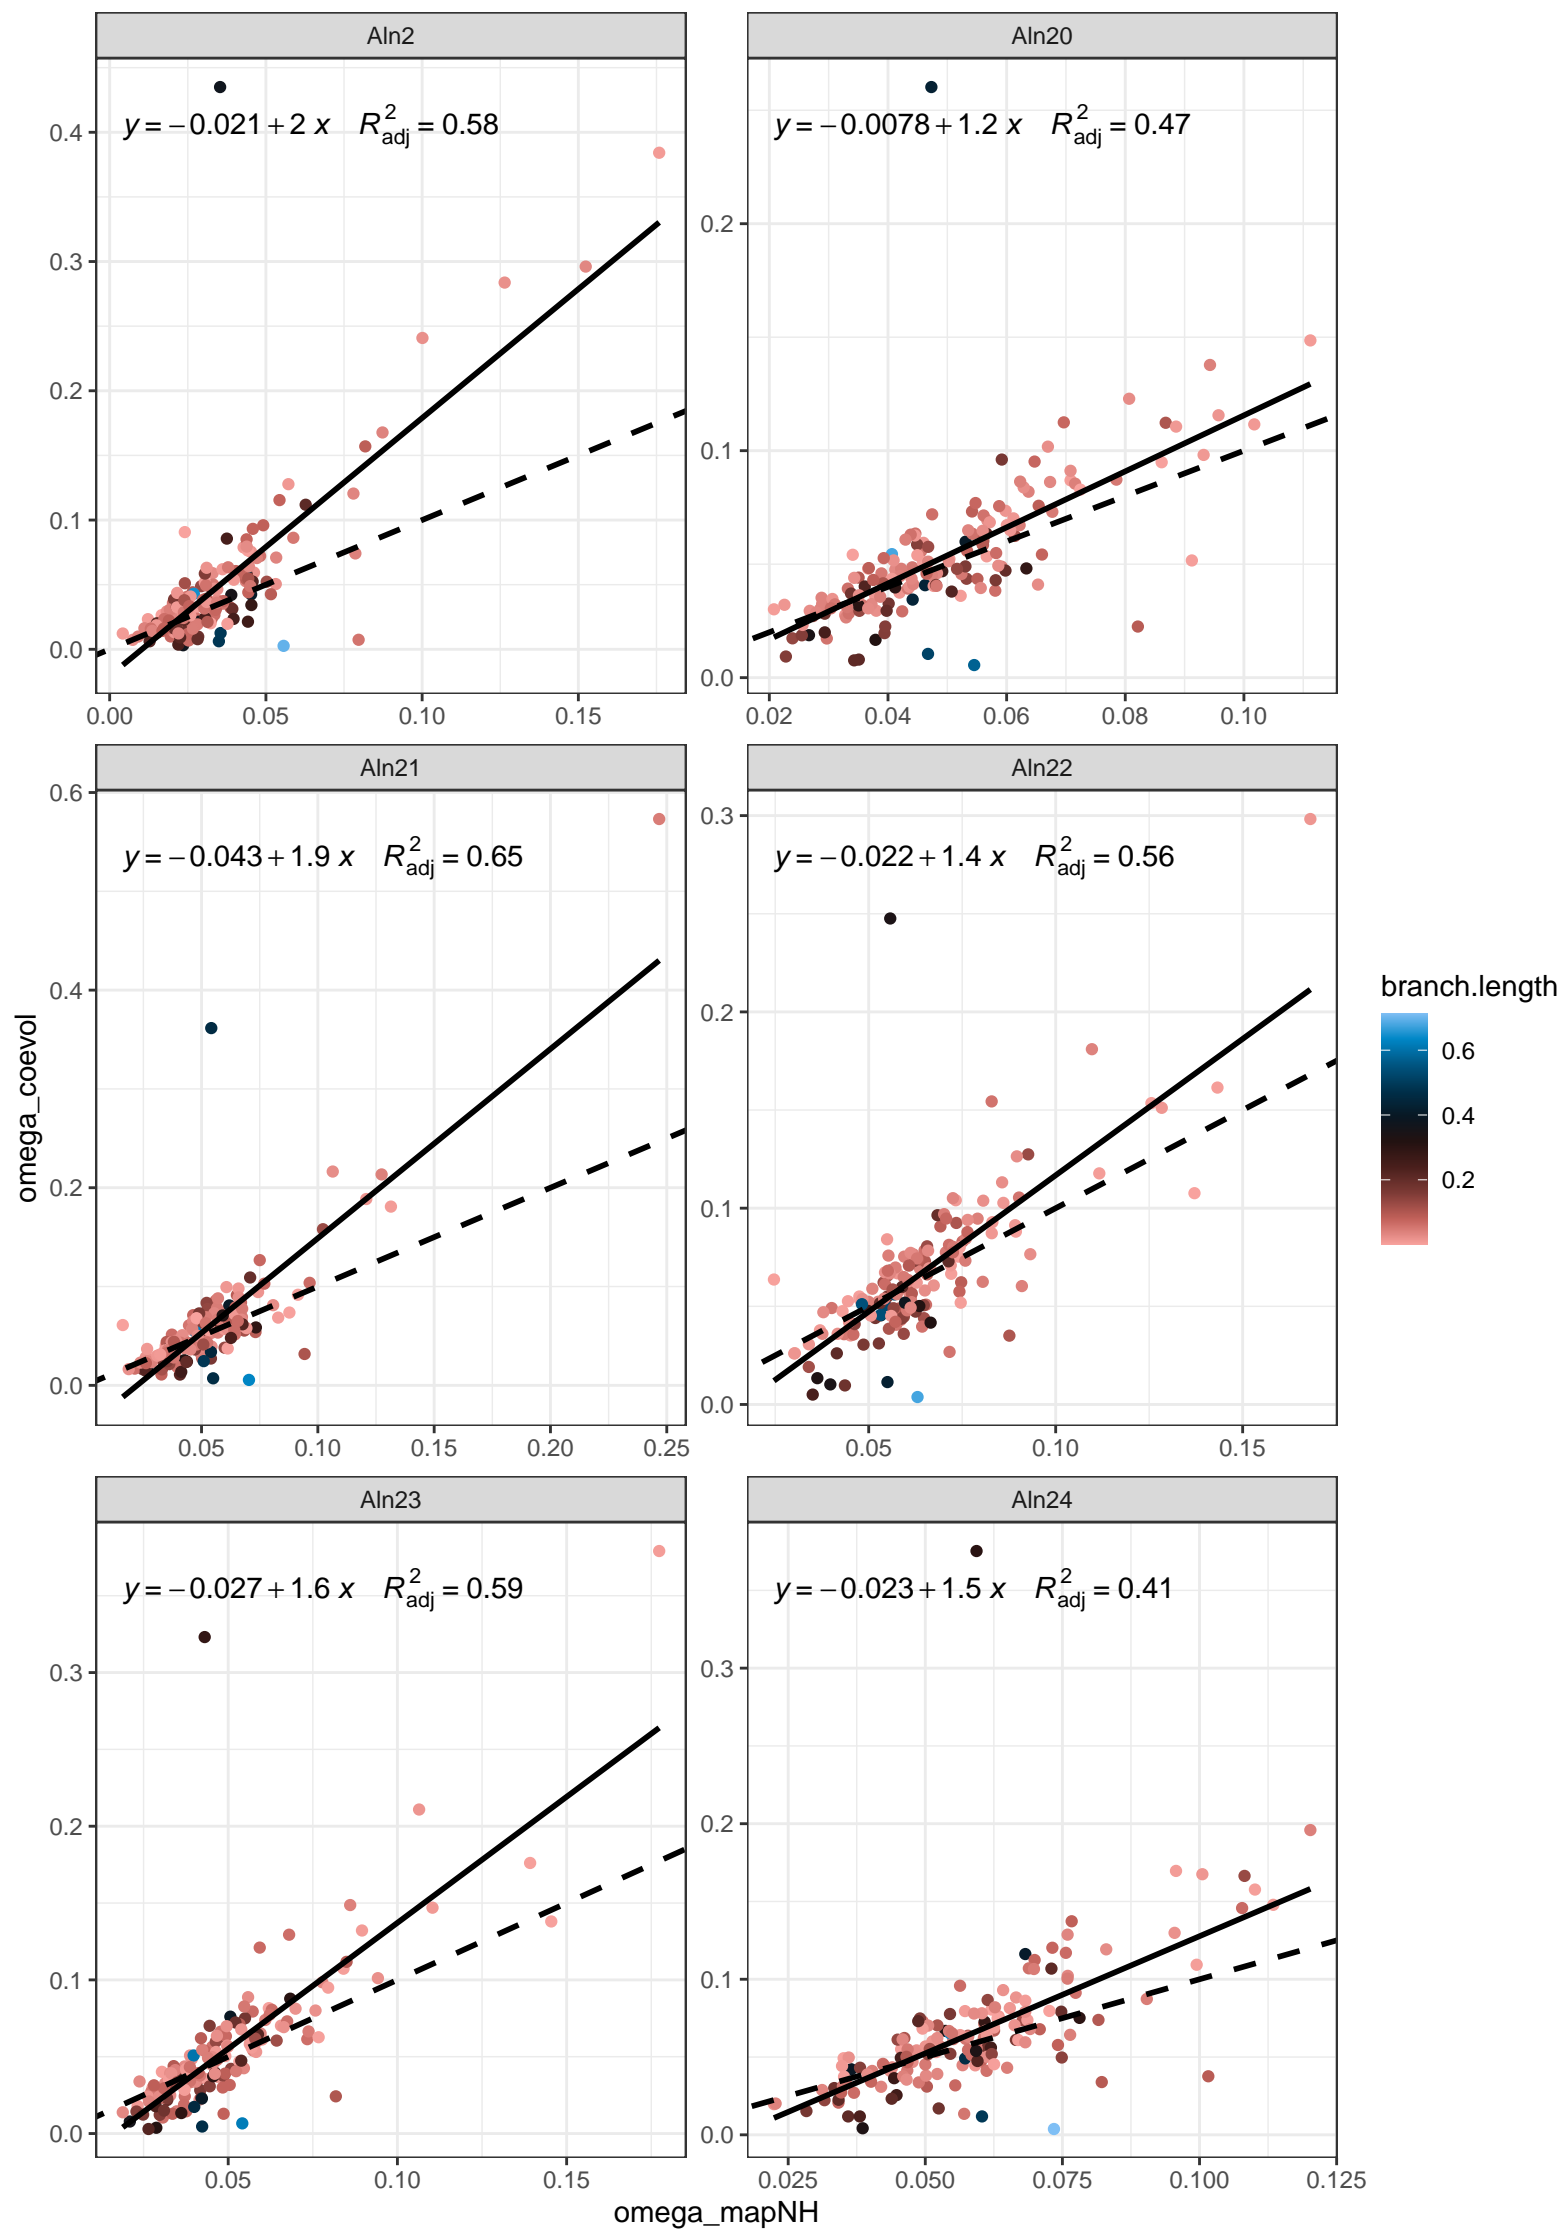 Aln2
Aln20
y = −0.021 + 2 x R²adj = 0.58
y = −0.0078 + 1.2 x R²adj = 0.47
0.4
0.3
0.2
0.1
0.0
0.2
0.1
0.0
0.00 0.05 0.10 0.15
0.02 0.04 0.06 0.08 0.10
Aln21
Aln22
y = −0.043 + 1.9 x R²adj = 0.65
y = −0.022 + 1.4 x R²adj = 0.56
0.6
0.4
0.2
0.0
0.3
0.2
0.1
0.0
0.05 0.10 0.15 0.20 0.25
0.05 0.10 0.15
omega_coevol
branch.length
0.6
0.4
0.2
Aln23
Aln24
y = −0.027 + 1.6 x R²adj = 0.59
y = −0.023 + 1.5 x R²adj = 0.41
0.3
0.2
0.1
0.0
0.3
0.2
0.1
0.0
0.05 0.10 0.15
0.025 0.050 0.075 0.100 0.125
omega_mapNH